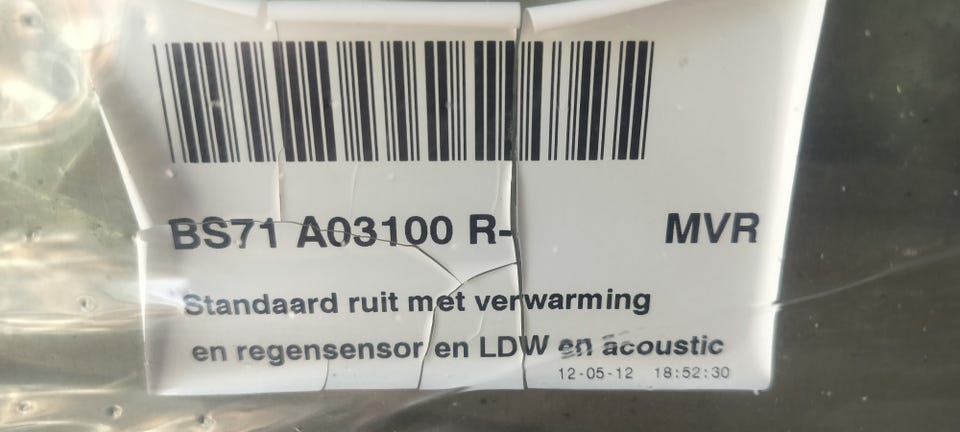 BS71 A03100 R- MVR
Standaard ruit met verwarming
en regensensor en LDW en acoustic
12-05-12 18:52:30